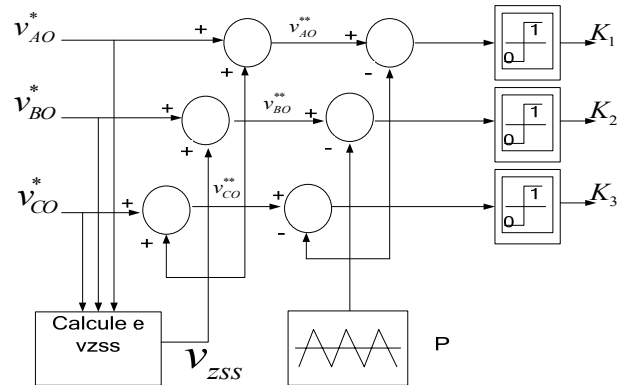 v*AO
+
+
v**AO
+
-
0 1
K1
v*BO
+
+
v**BO
+
-
0 1
K2
v*CO
+
+
v**CO
+
-
0 1
K3
Calcule e
vzss
vzss
P